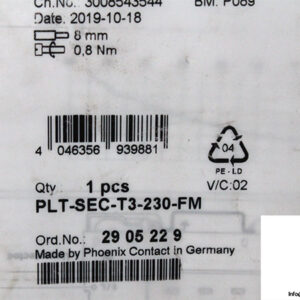 Ch.No.: 3008543544 BM: P089
Date: 2019-10-18
8 mm
0,8 Nm
4 046356 939881
04
PE - LD
Qty. 1 pcs
V/C:02
PLT-SEC-T3-230-FM
Ord.No.: 29 05 22 9
Made by Phoenix Contact in Germany